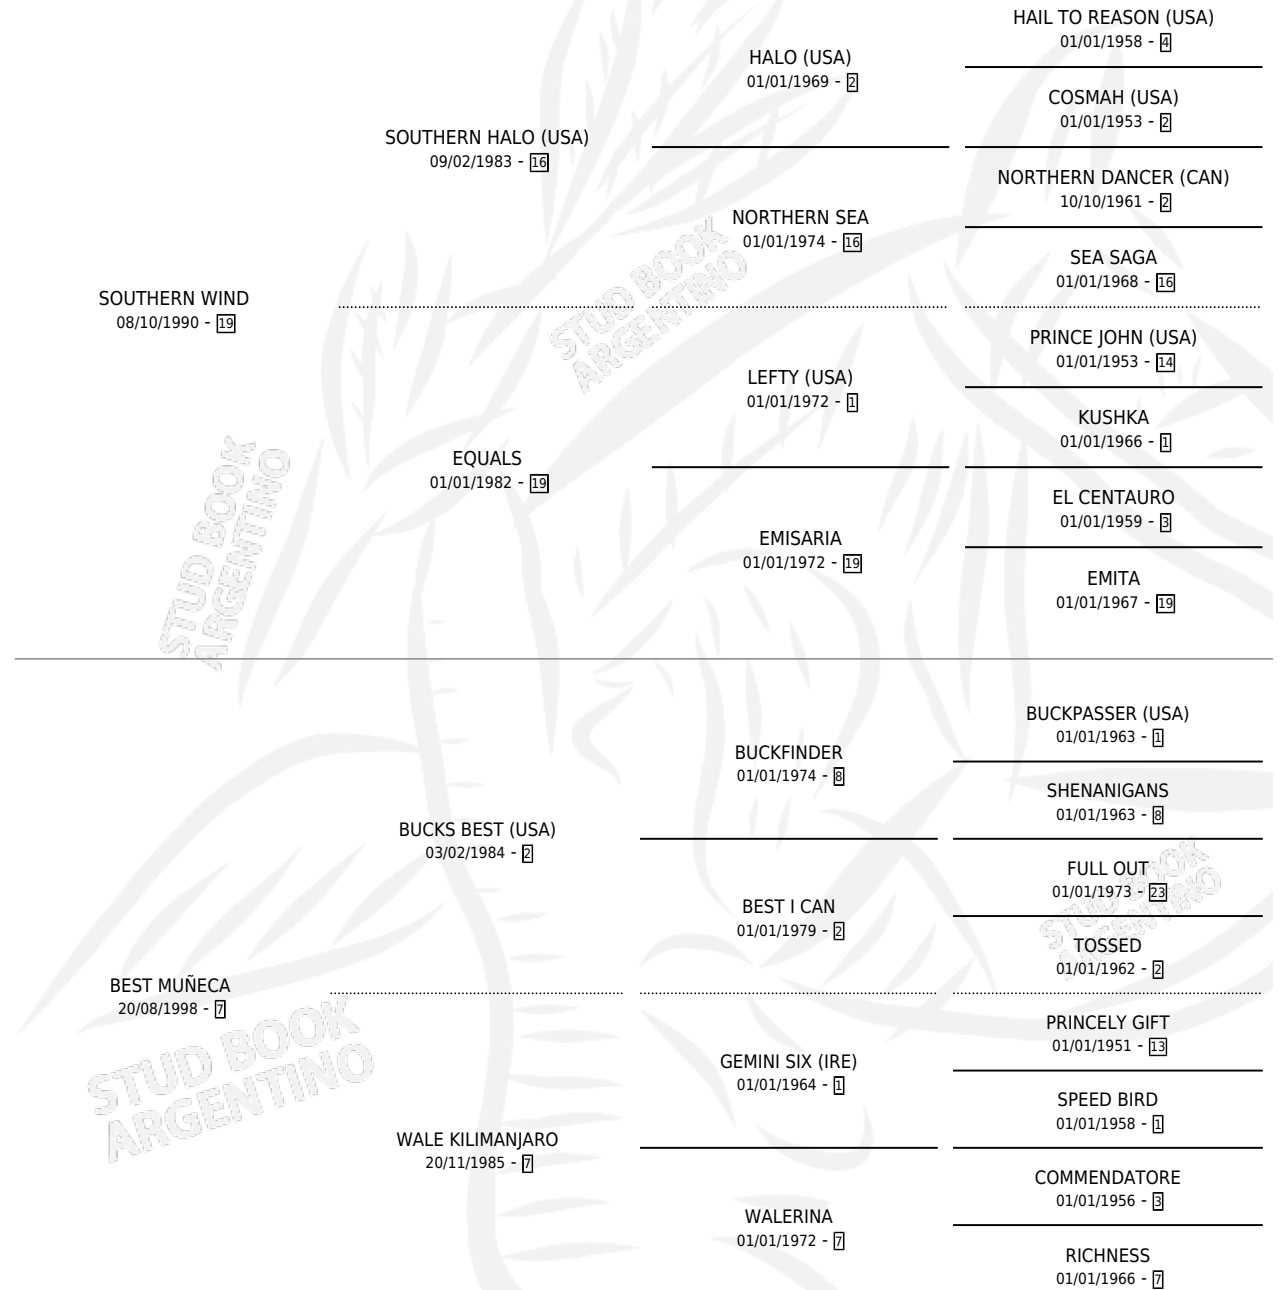 HAIL TO REASON (USA)
01/01/1958 - 4
HALO (USA)
01/01/1969 - 2
COSMAH (USA)
01/01/1953 - 2
SOUTHERN HALO (USA)
09/02/1983 - 16
NORTHERN DANCER (CAN)
10/10/1961 - 2
NORTHERN SEA
01/01/1974 - 16
SEA SAGA
01/01/1968 - 16
SOUTHERN WIND
08/10/1990 - 19
STUD BOOK
ARGENTINO
PRINCE JOHN (USA)
01/01/1953 - 14
LEFTY (USA)
01/01/1972 - 1
KUSHKA
01/01/1966 - 1
EQUALS
01/01/1982 - 19
EL CENTAURO
01/01/1959 - 3
EMISARIA
01/01/1972 - 19
EMITA
01/01/1967 - 19
STUD BOOK
ARGENTINO
BUCKPASSER (USA)
01/01/1963 - 1
BUCKFINDER
01/01/1974 - 8
SHENANIGANS
01/01/1963 - 8
BUCKS BEST (USA)
03/02/1984 - 2
FULL OUT
01/01/1973 - 23
BEST I CAN
01/01/1979 - 2
STUD BOOK
ARGENTINO
TOSSED
01/01/1962 - 2
BEST MUÑECA
20/08/1998 - 7
PRINCELY GIFT
01/01/1951 - 13
STUD BOOK
ARGENTINO
GEMINI SIX (IRE)
01/01/1964 - 1
SPEED BIRD
01/01/1958 - 1
WALE KILIMANJARO
20/11/1985 - 7
COMMENDATORE
01/01/1956 - 3
WALERINA
01/01/1972 - 7
RICHNESS
01/01/1966 - 7